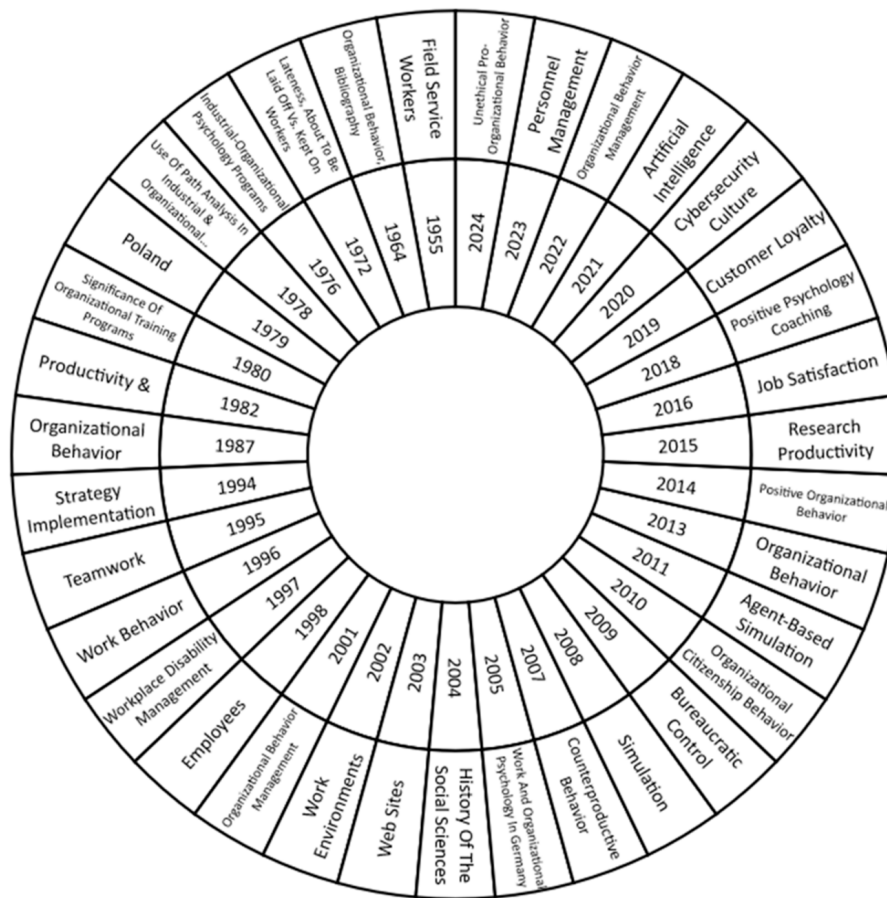 Unethical Pro-
Organizational Behavior
2024
Personnel
Management
2023
Organizational Behavior
Management
2022
Artificial
Intelligence
2021
Cybersecurity
Culture
2020
Customer Loyalty
2019
Positive Psychology
Coaching
2018
Job Satisfaction
2016
Research
Productivity
2015
Positive Organizational
Behavior
2014
Organizational
Behavior
2013
Agent-Based
Simulation
2011
Organizational
Citizenship Behavior
2010
Bureaucratic
Control
2009
Simulation
2008
Counterproductive
Behavior
2007
Work And Organizational
Psychology In Germany
2005
History Of The
Social Sciences
2004
Web Sites
2003
Work
Environments
2002
Organizational Behavior
Management
2001
Employees
1998
Workplace Disability
Management
1997
Work Behavior
1996
Teamwork
1995
Strategy
Implementation
1994
Organizational
Behavior
1987
Productivity &
1982
Significance Of
Organizational Training
Programs
1980
Poland
1979
Use Of Path Analysis In
Industrial &
Organizational...
1978
Industrial-Organizational
Psychology Programs
1976
Lateness, About To Be
Laid Off Vs. Kept On
Workers
1972
Organizational Behavior,
Bibliography
1964
Field Service
Workers
1955